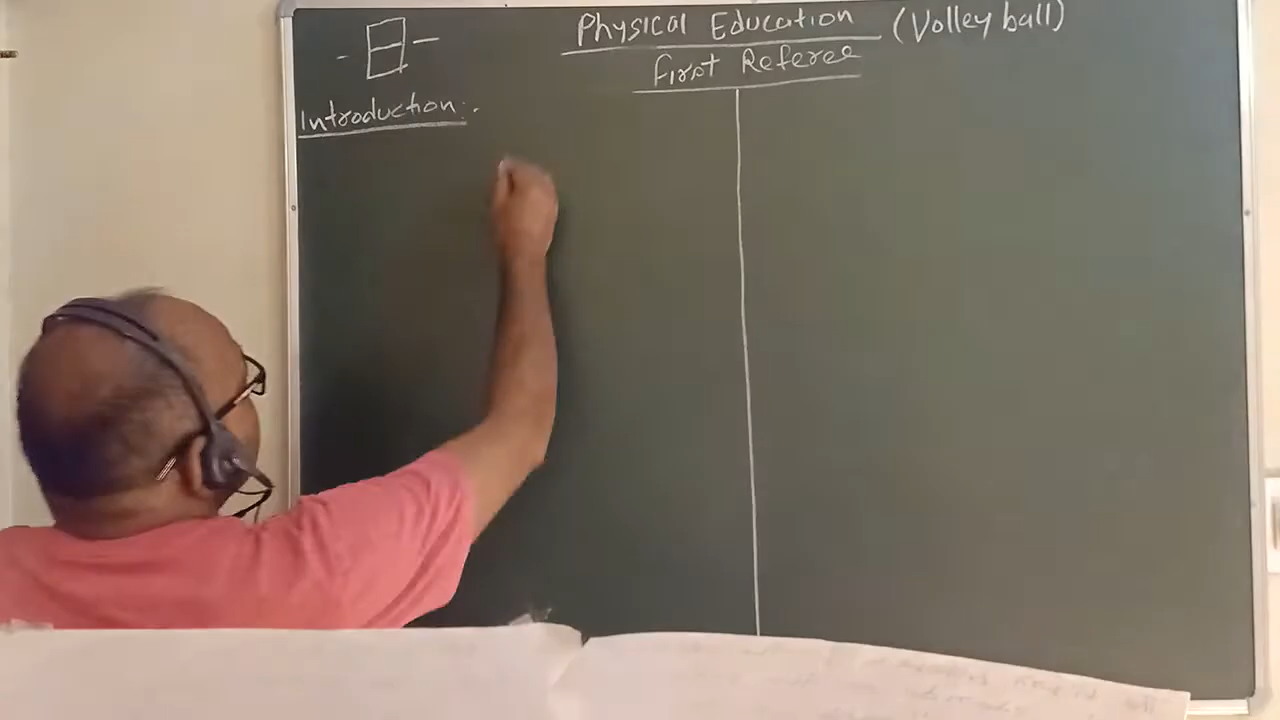 Physical Education (Volley ball)
First Referee
Introduction:.